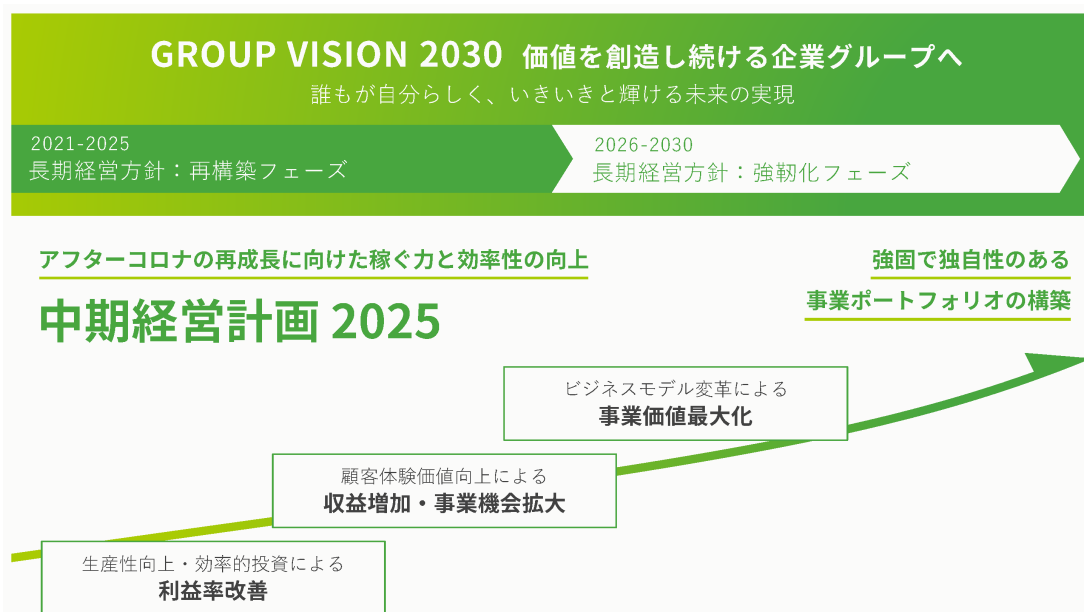 GROUP VISION 2030 価値を創造し続ける企業グループへ
誰もが自分らしく、いきいきと輝ける未来の実現
2021-2025
長期経営方針：再構築フェーズ
2026-2030
長期経営方針：強靭化フェーズ
アフターコロナの再成長に向けた稼ぐ力と効率性の向上
中期経営計画 2025
強固で独自性のある
事業ポートフォリオの構築
ビジネスモデル変革による
事業価値最大化
顧客体験価値向上による
収益増加・事業機会拡大
生産性向上・効率的投資による
利益率改善